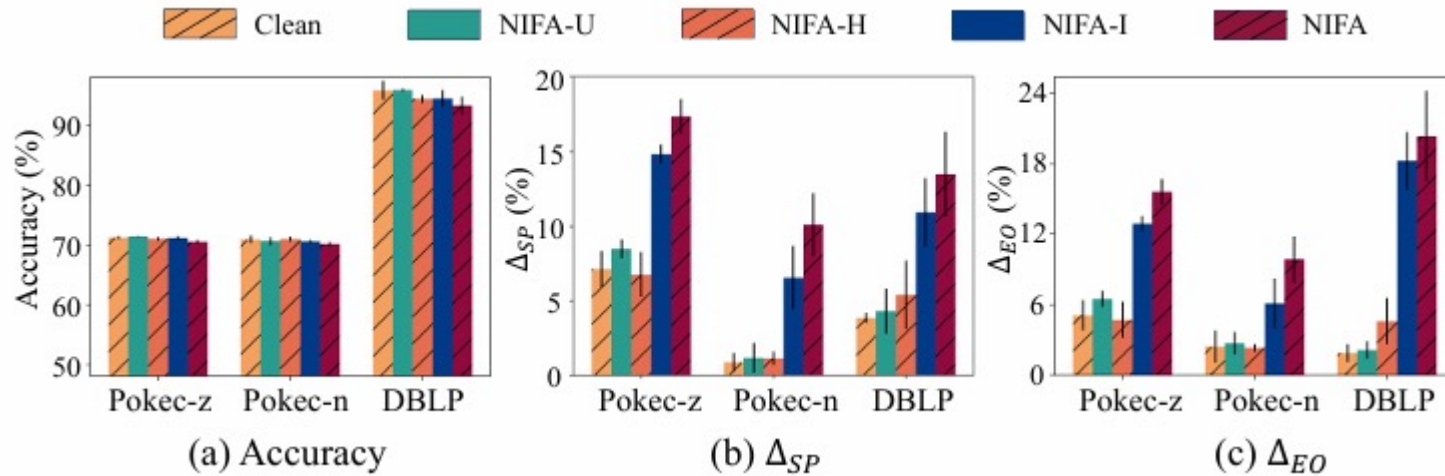 Clean NIFA-U NIFA-H NIFA-I NIFA
Accuracy (%)
90
80
70
60
50
Pokec-z Pokec-n DBLP
(a) Accuracy
Δ_SP (%)
20
15
10
5
0
Pokec-z Pokec-n DBLP
(b) Δ_SP
Δ_EO (%)
24
18
12
6
0
Pokec-z Pokec-n DBLP
(c) Δ_EO